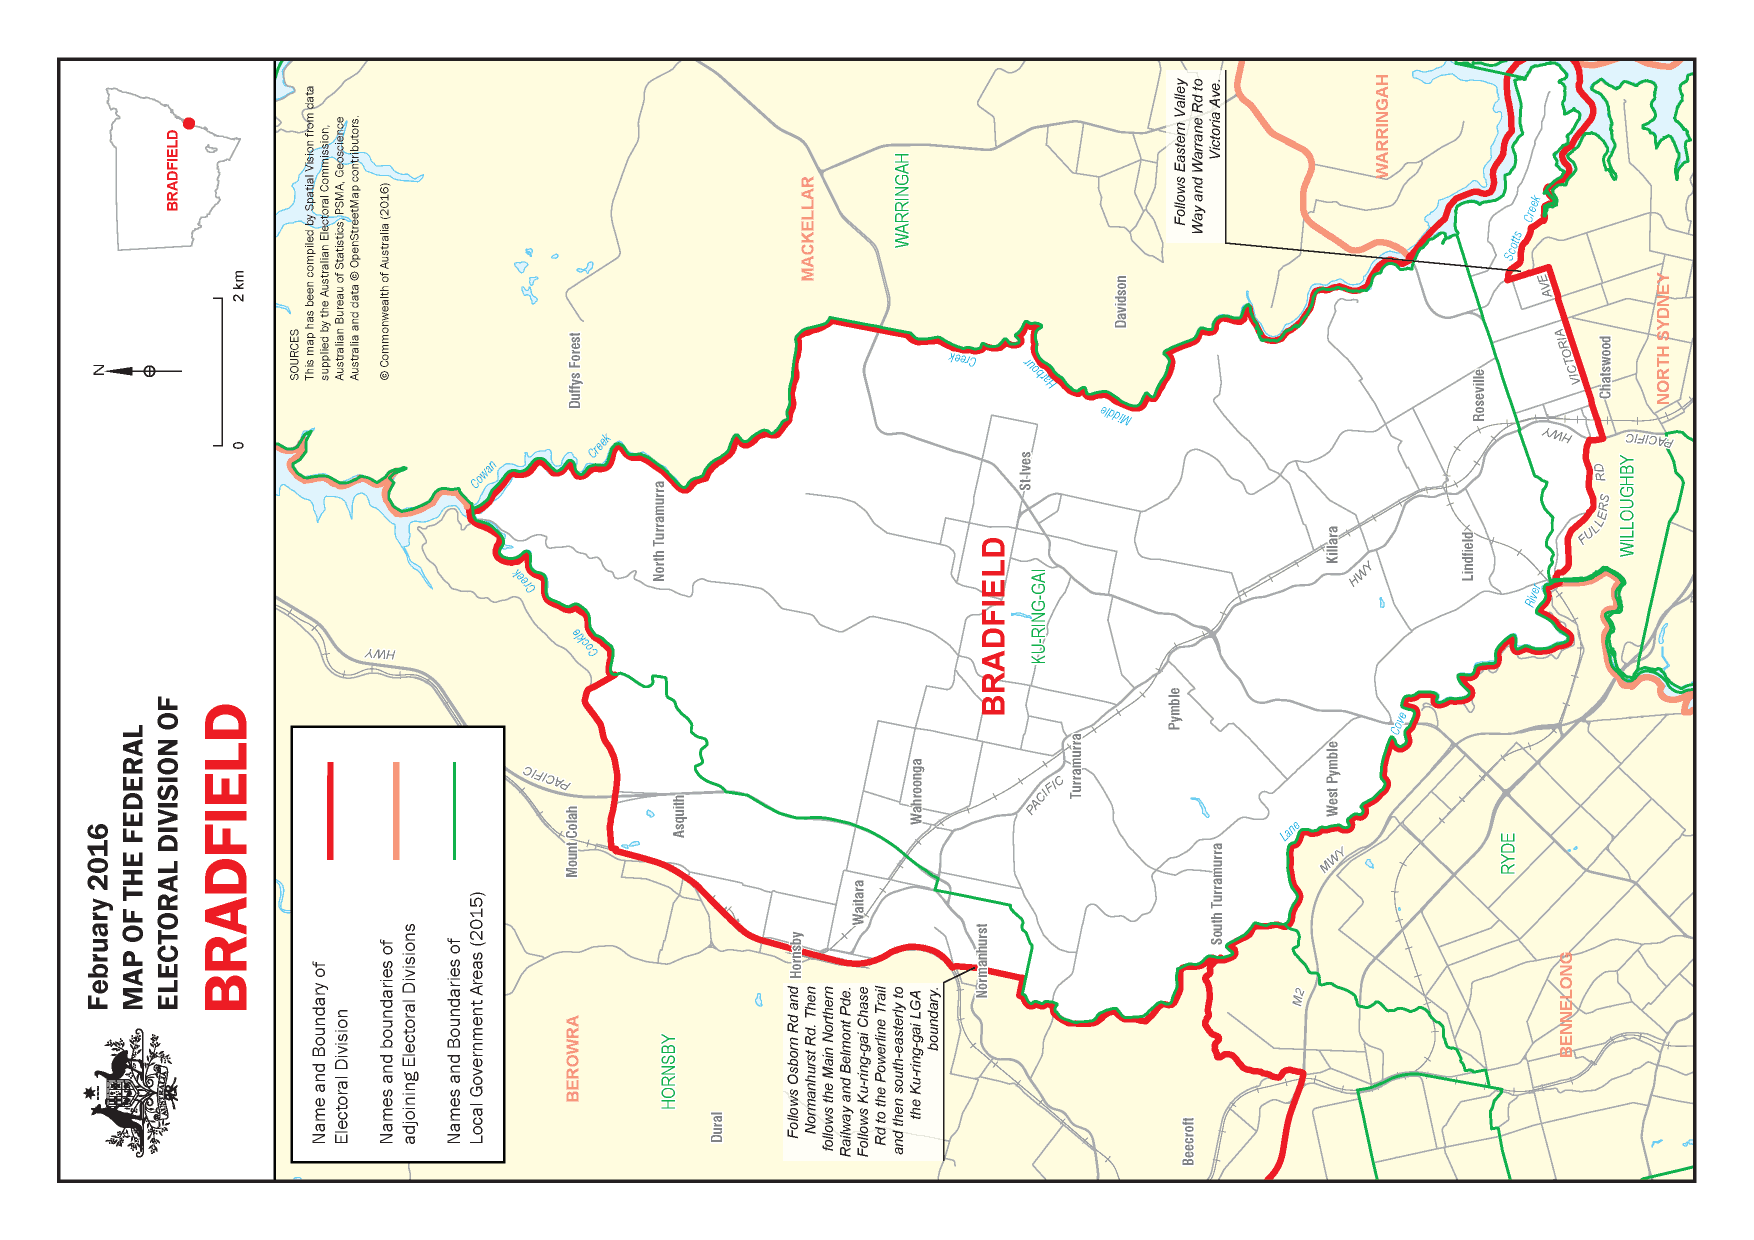 February 2016
MAP OF THE FEDERAL
ELECTORAL DIVISION OF
BRADFIELD
N
0
2 km
BRADFIELD
Name and Boundary of
Electoral Division
Names and boundaries of
adjoining Electoral Divisions
Names and Boundaries of
Local Government Areas (2015)
SOURCES
This map has been compiled by Spatial Vision from data
supplied by the Australian Electoral Commission,
Australian Bureau of Statistics, PSMA, Geoscience
Australia and data © OpenStreetMap contributors.
© Commonwealth of Australia (2016)
HWY
PACIFIC
Mount Colah
Asquith
BEROWRA
HORNSBY
Dural
Cowan
Creek
Creek
Cockle
Duffys Forest
North Turramurra
MACKELLAR
WARRINGAH
Hornsby
Waitara
Wahroonga
Normanhurst
Follows Osborn Rd and
Normanhurst Rd. Then
follows the Main Northern
Railway and Belmont Pde.
Follows Ku-ring-gai Chase
Rd to the Powerline Trail
and then south-easterly to
the Ku-ring-gai LGA
boundary.
BRADFIELD
KU-RING-GAI
St-Ives
Creek
Harbour
Middle
Davidson
PACIFIC
Turramurra
Pymble
South Turramurra
Beecroft
Follows Eastern Valley
Way and Warrane Rd to
Victoria Ave.
WARRINGAH
Killara
HWY
West Pymble
Lane
Cove
River
MWY
M2
Lindfield
Roseville
Scotts Creek
RYDE
BENNELONG
VICTORIA
AVE
HWY
PACIFIC
FULLERS RD
Chatswood
WILLOUGHBY
NORTH SYDNEY